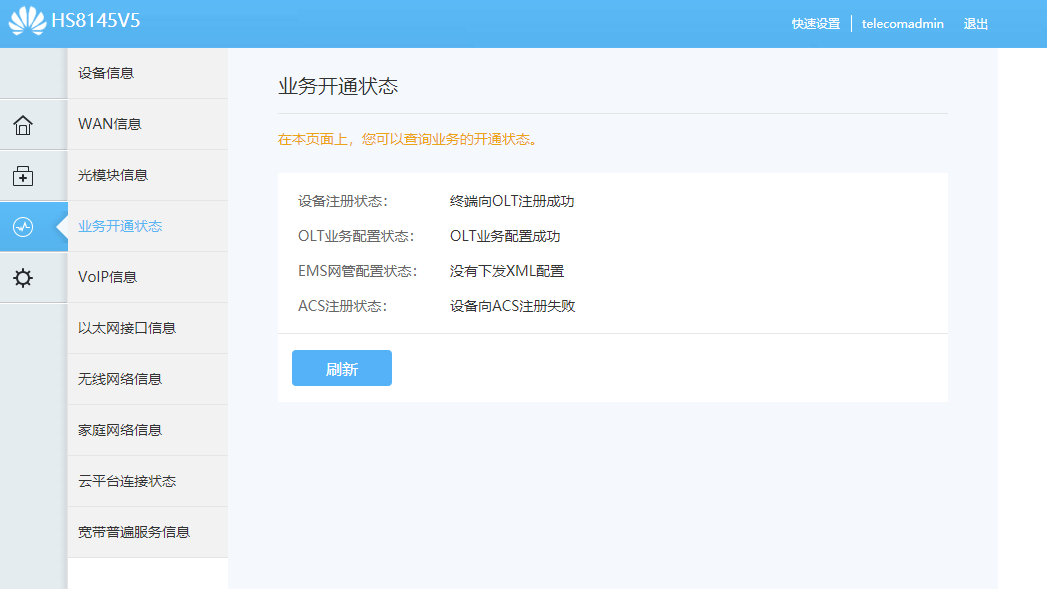 HS8145V5
快速设置 telecomadmin 退出
设备信息
WAN信息
光模块信息
业务开通状态
VoIP信息
以太网接口信息
无线网络信息
家庭网络信息
云平台连接状态
宽带普遍服务信息
业务开通状态
在本页面上，您可以查询业务的开通状态。
设备注册状态： 终端向OLT注册成功
OLT业务配置状态： OLT业务配置成功
EMS网管配置状态： 没有下发XML配置
ACS注册状态： 设备向ACS注册失败
刷新